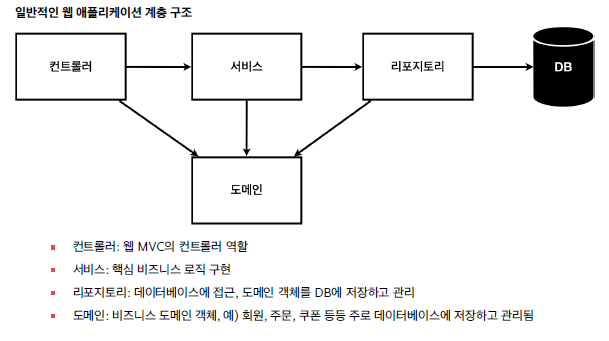 일반적인 웹 애플리케이션 계층 구조
컨트롤러
서비스
리포지토리
DB
도메인
컨트롤러: 웹 MVC의 컨트롤러 역할
서비스: 핵심 비즈니스 로직 구현
리포지토리: 데이터베이스에 접근, 도메인 객체를 DB에 저장하고 관리
도메인: 비즈니스 도메인 객체, 예) 회원, 주문, 쿠폰 등등 주로 데이터베이스에 저장하고 관리됨